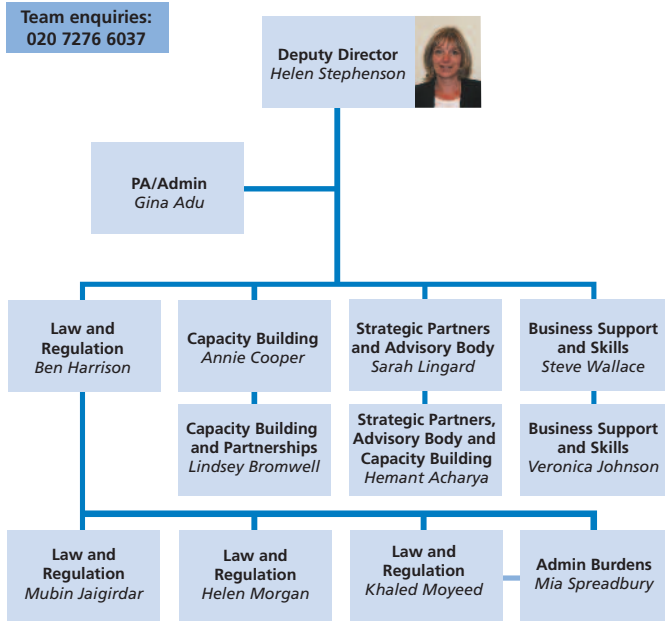 Team enquiries:
020 7276 6037
Deputy Director
Helen Stephenson
PA/Admin
Gina Adu
Law and
Regulation
Ben Harrison
Capacity Building
Annie Cooper
Strategic Partners
and Advisory Body
Sarah Lingard
Business Support
and Skills
Steve Wallace
Capacity Building
and Partnerships
Lindsey Bromwell
Strategic Partners,
Advisory Body and
Capacity Building
Hemant Acharya
Business Support
and Skills
Veronica Johnson
Law and
Regulation
Mubin Jaigirdar
Law and
Regulation
Helen Morgan
Law and
Regulation
Khaled Moyeed
Admin Burdens
Mia Spreadbury